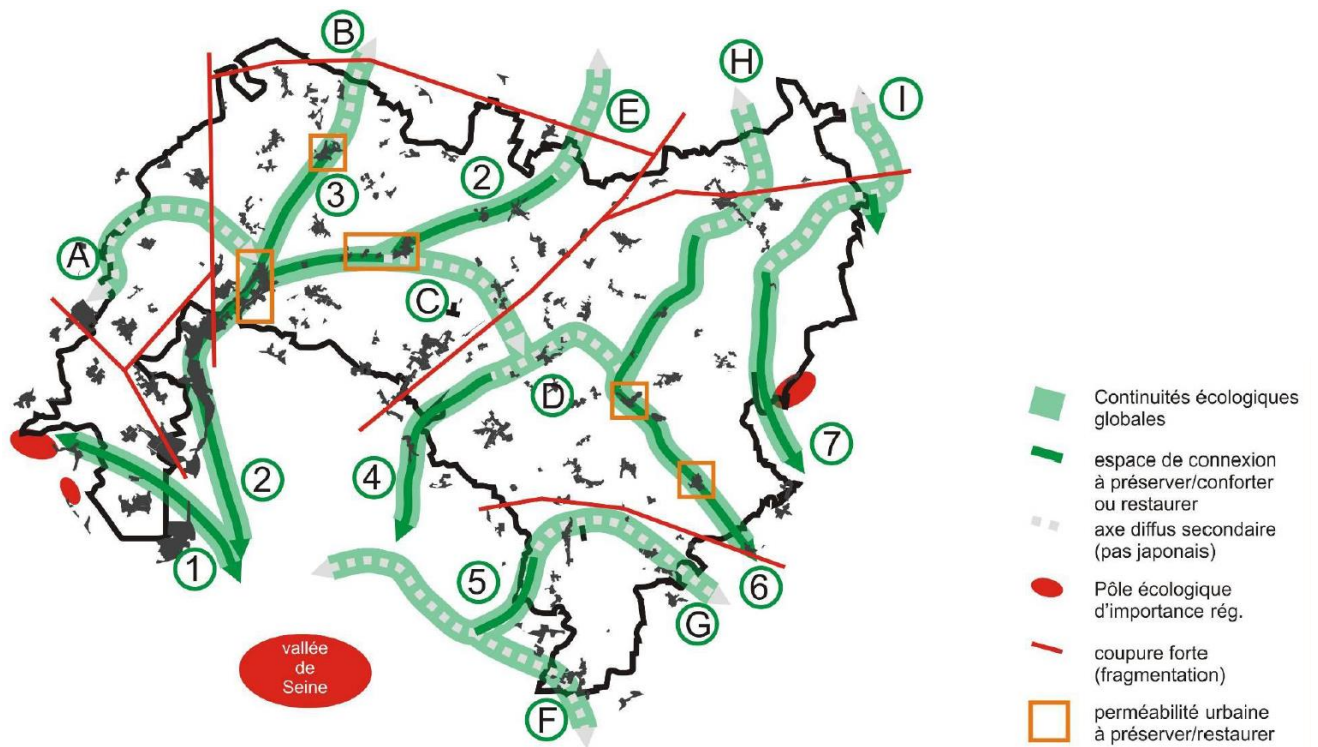 B
H
I
E
2
3
A
C
D
7
4
2
1
5
6
G
F
vallée
de
Seine
Continuités écologiques
globales
espace de connexion
à préserver/conforter
ou restaurer
axe diffus secondaire
(pas japonais)
Pôle écologique
d'importance rég.
coupure forte
(fragmentation)
perméabilité urbaine
à préserver/restaurer